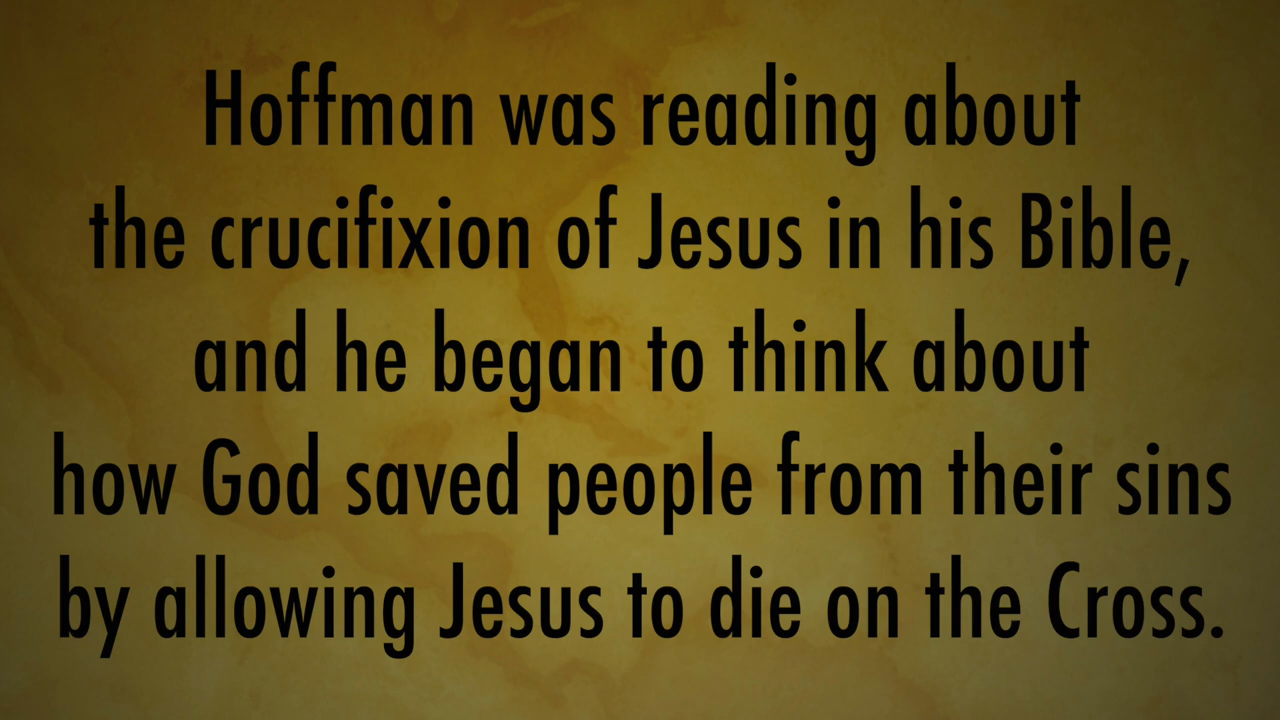 Hoffman was reading about
the crucifixion of Jesus in his Bible,
and he began to think about
how God saved people from their sins
by allowing Jesus to die on the Cross.